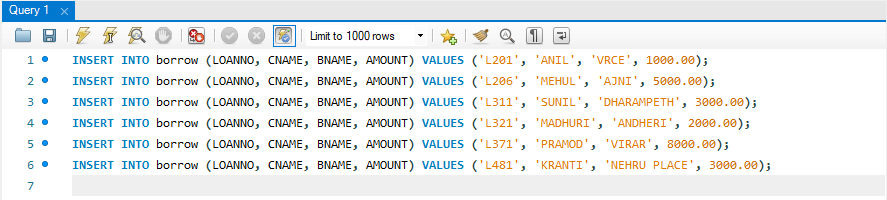 Query 1
Limit to 1000 rows
1 INSERT INTO borrow (LOANNO, CNAME, BNAME, AMOUNT) VALUES ('L201', 'ANIL', 'VRCE', 1000.00);
2 INSERT INTO borrow (LOANNO, CNAME, BNAME, AMOUNT) VALUES ('L206', 'MEHUL', 'AJNI', 5000.00);
3 INSERT INTO borrow (LOANNO, CNAME, BNAME, AMOUNT) VALUES ('L311', 'SUNIL', 'DHARAMPETH', 3000.00);
4 INSERT INTO borrow (LOANNO, CNAME, BNAME, AMOUNT) VALUES ('L321', 'MADHURI', 'ANDHERI', 2000.00);
5 INSERT INTO borrow (LOANNO, CNAME, BNAME, AMOUNT) VALUES ('L371', 'PRAMOD', 'VIRAR', 8000.00);
6 INSERT INTO borrow (LOANNO, CNAME, BNAME, AMOUNT) VALUES ('L481', 'KRANTI', 'NEHRU PLACE', 3000.00);
7